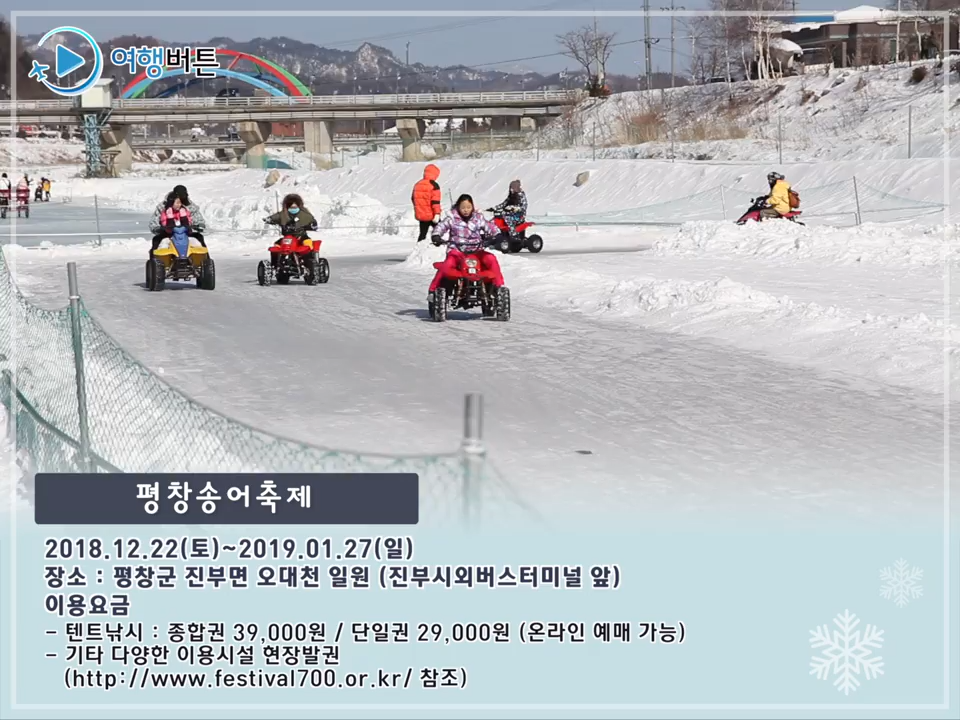 여행버튼
평창송어축제
2018.12.22(토)~2019.01.27(일)
장소 : 평창군 진부면 오대천 일원 (진부시외버스터미널 앞)
이용요금
- 텐트낚시 : 종합권 39,000원 / 단일권 29,000원 (온라인 예매 가능)
- 기타 다양한 이용시설 현장발권
(http://www.festival700.or.kr/ 참조)